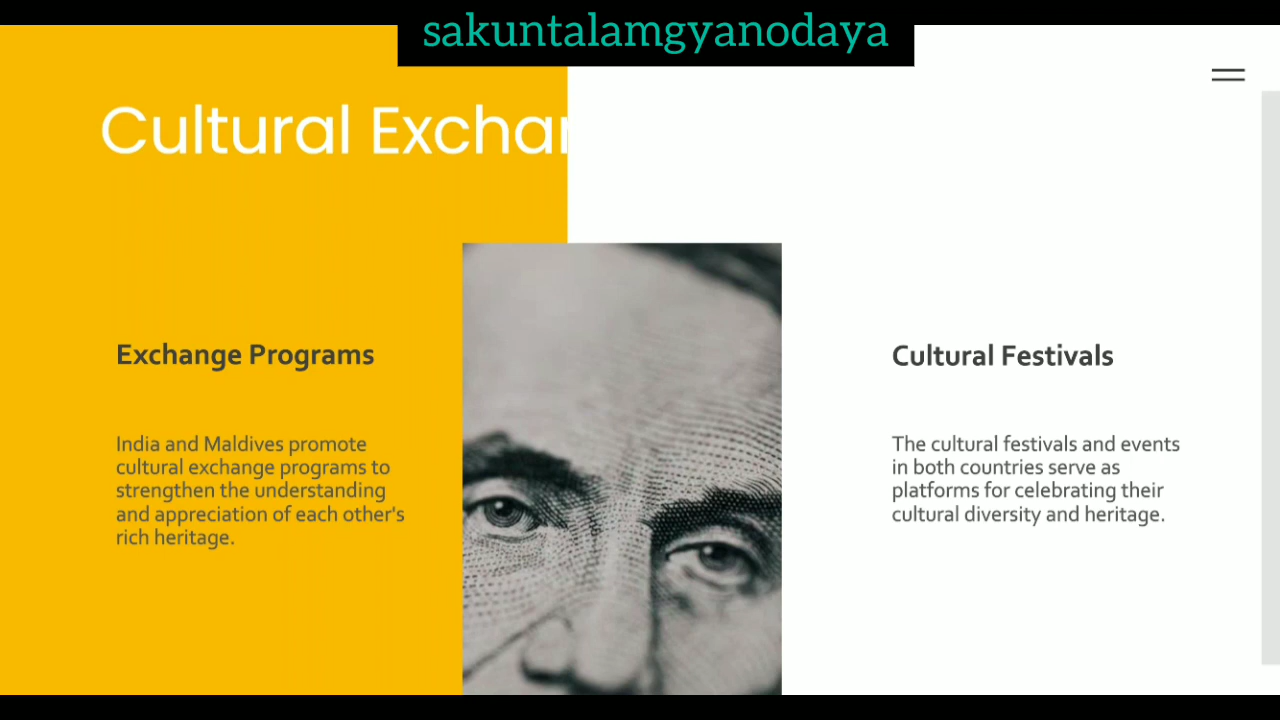 sakuntalamgyanodaya
Cultural Exchan
Exchange Programs
India and Maldives promote
cultural exchange programs to
strengthen the understanding
and appreciation of each other's
rich heritage.
Cultural Festivals
The cultural festivals and events
in both countries serve as
platforms for celebrating their
cultural diversity and heritage.